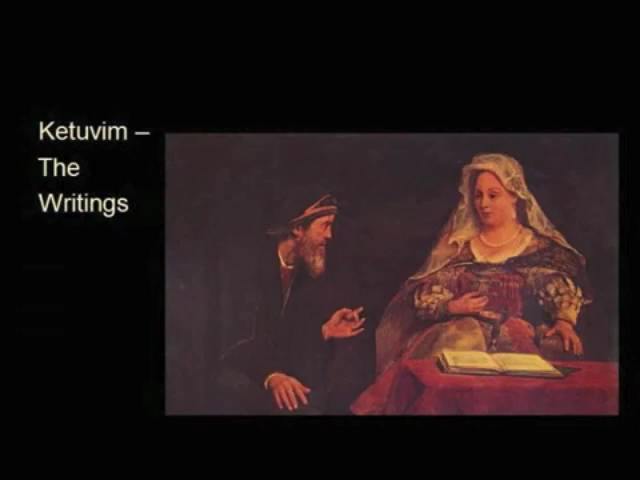 Ketuvim –
The
Writings